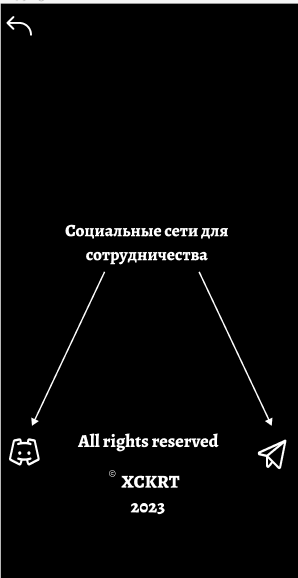 Социальные сети для
сотрудничества
All rights reserved
© XCKRT
2023